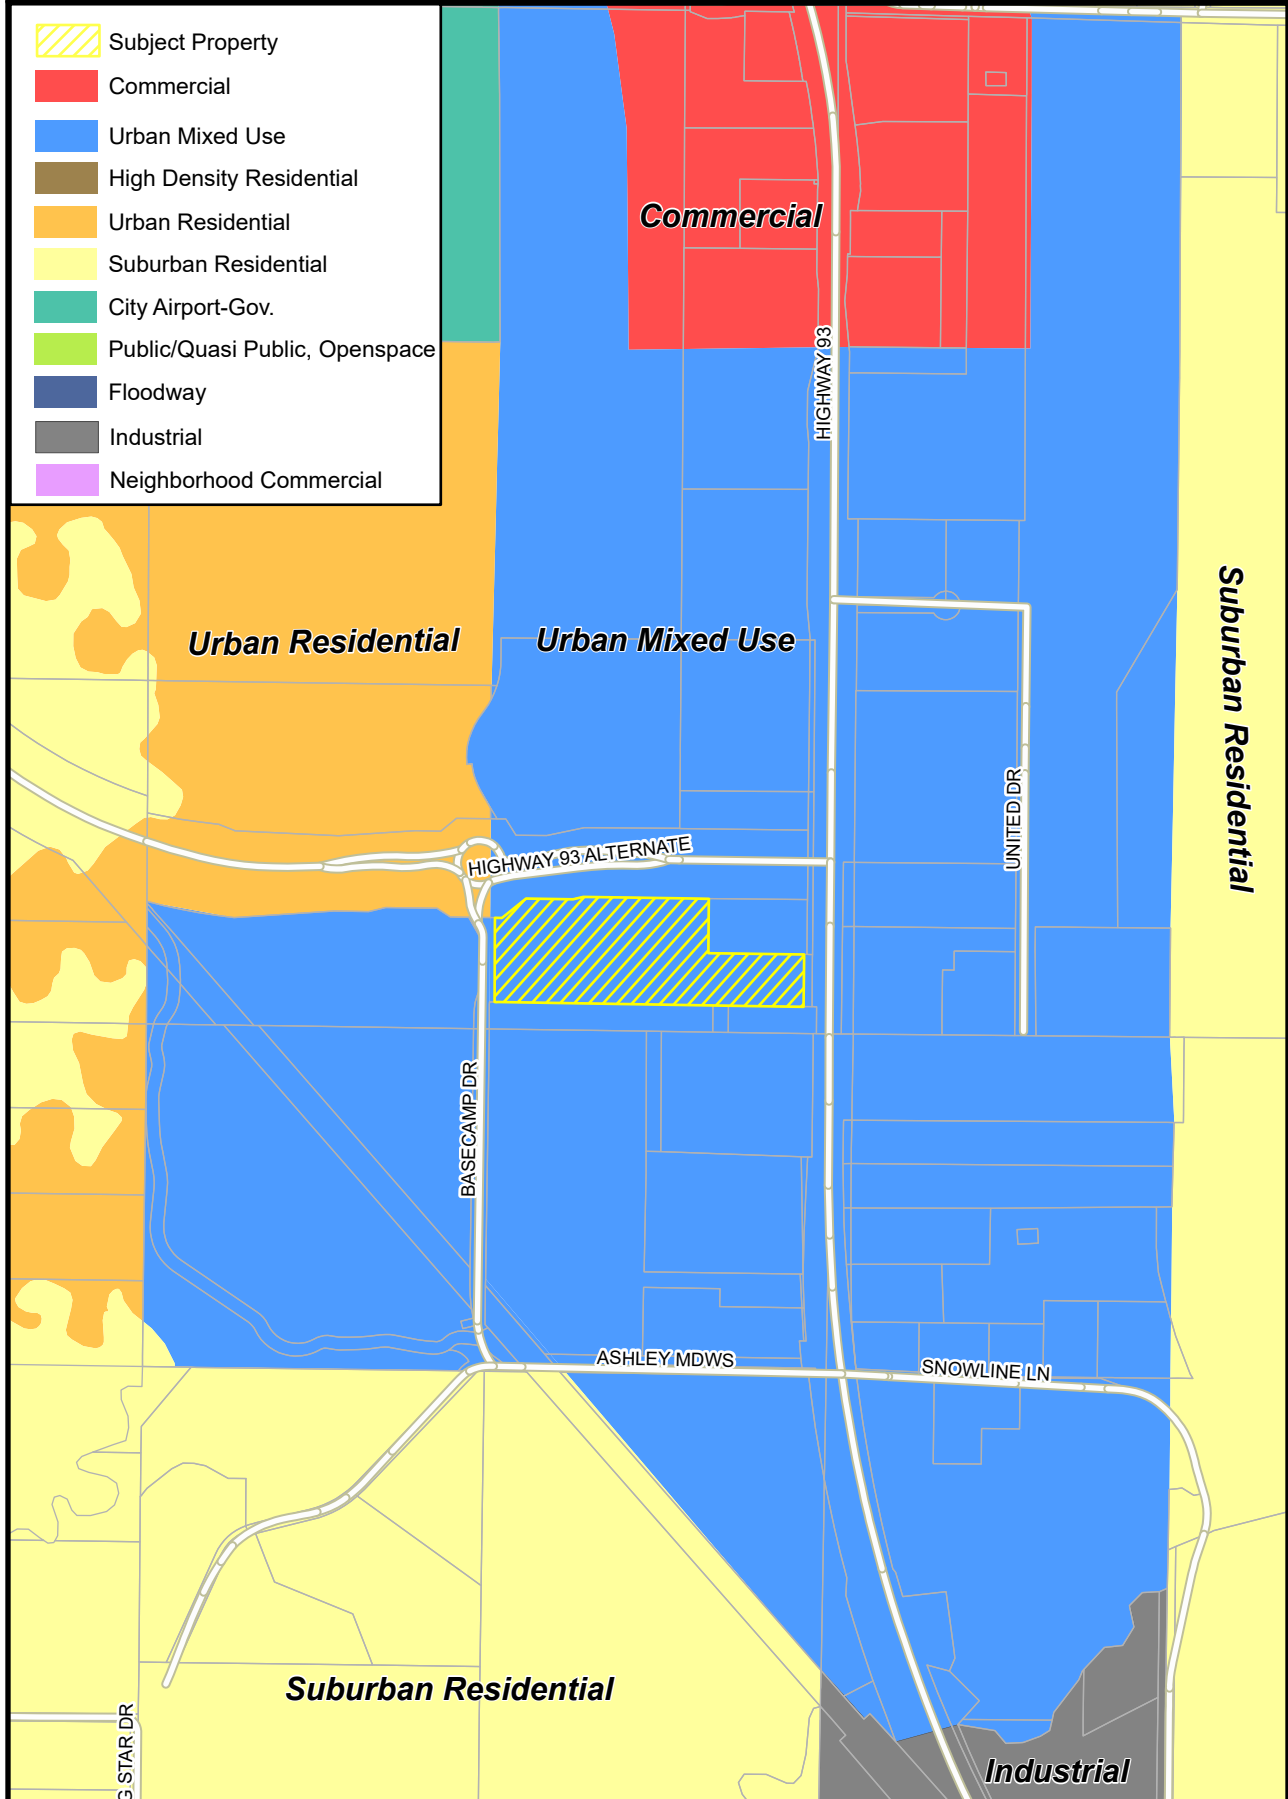 Subject Property
Commercial
Urban Mixed Use
High Density Residential
Urban Residential
Suburban Residential
City Airport-Gov.
Public/Quasi Public, Openspace
Floodway
Industrial
Neighborhood Commercial
Commercial
HIGHWAY 93
Urban Residential
Urban Mixed Use
Suburban Residential
UNITED DR
HIGHWAY 93 ALTERNATE
BASECAMP DR
ASHLEY MDWS
SNOWLINE LN
Suburban Residential
G STAR DR
Industrial